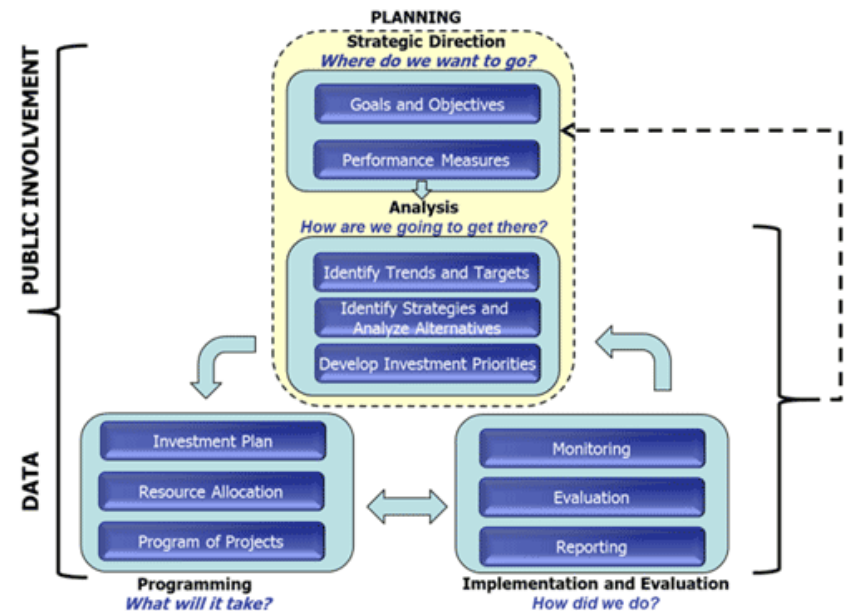 PLANNING
Strategic Direction
Where do we want to go?
Goals and Objectives
Performance Measures
Analysis
How are we going to get there?
Identify Trends and Targets
Identify Strategies and
Analyze Alternatives
Develop Investment Priorities
PUBLIC INVOLVEMENT
DATA
Investment Plan
Resource Allocation
Program of Projects
Programming
What will it take?
Monitoring
Evaluation
Reporting
Implementation and Evaluation
How did we do?